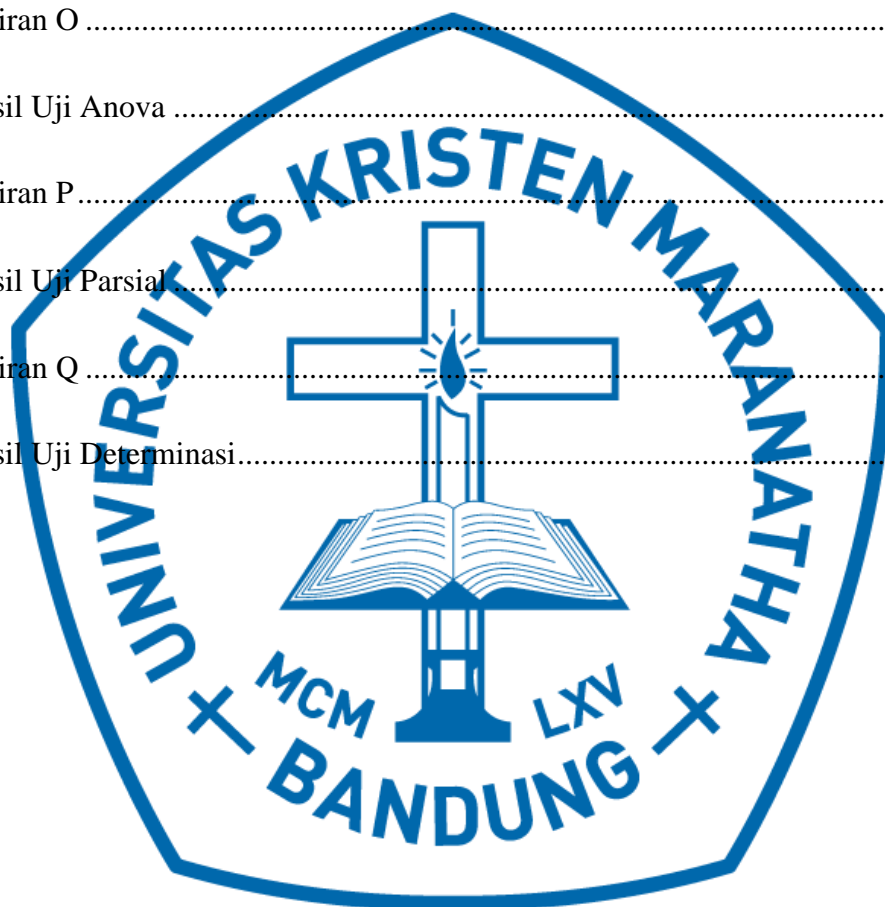 iran O ..........................................................................................................
sil Uji Anova ..............................................................................................
iran P ...........................................................................................................
sil Uji Parsial ...............................................................................................
iran Q ..........................................................................................................
sil Uji Determinasi......................................................................................
UNIVERSITAS KRISTEN MARANATHA
MCM LXV
BANDUNG